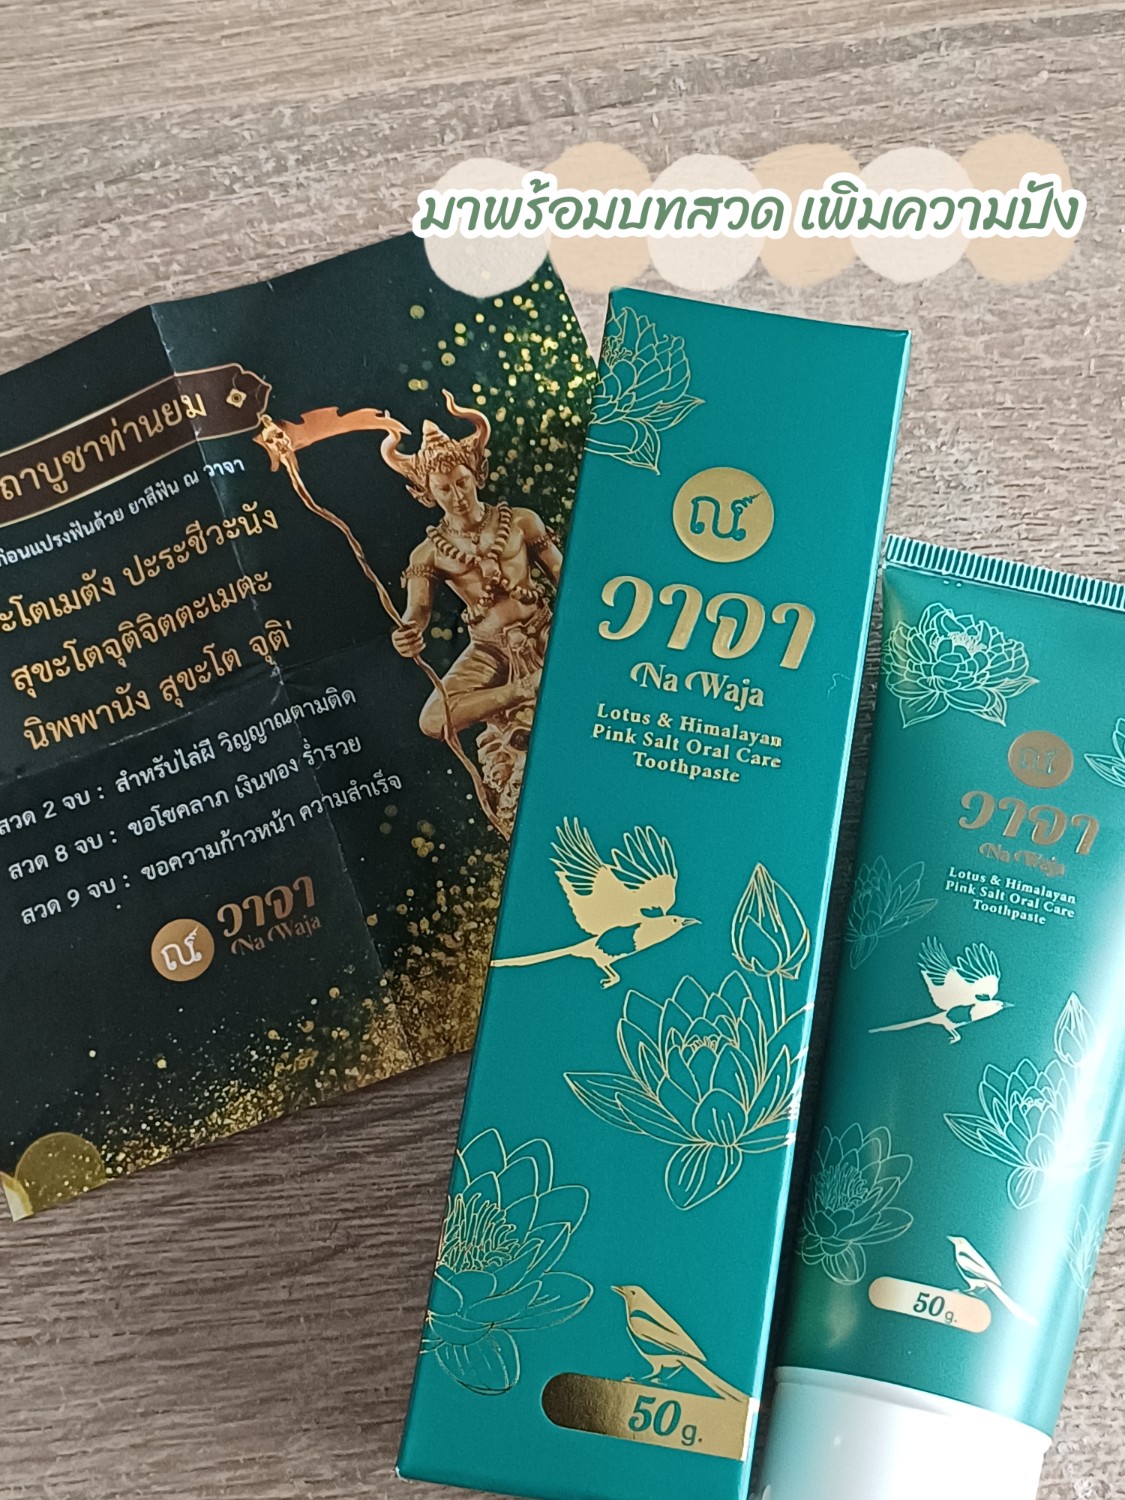 มาพร้อมบทสวด เพิ่มความปัง
ถาบูชาท่านยม
ก่อนแปรงฟันด้วย ยาสีฟัน ณ วาจา
ะโตเมตัง ปะระชีวะนัง
สุขะโตจุติจิตตะเมตะ
นิพพานัง สุขะโต จุติ
สวด 2 จบ : สำหรับไล่ผี วิญญาณตามติด
สวด 8 จบ : ขอโชคลาภ เงินทอง ร่ำรวย
สวด 9 จบ : ขอความก้าวหน้า ความสำเร็จ
ณ วาจา
Na Waja
ณ
วาจา
Na Waja
Lotus & Himalayan
Pink Salt Oral Care
Toothpaste
50 g.
ณ
วาจา
Na Waja
Lotus & Himalayan
Pink Salt Oral Care
Toothpaste
50 g.